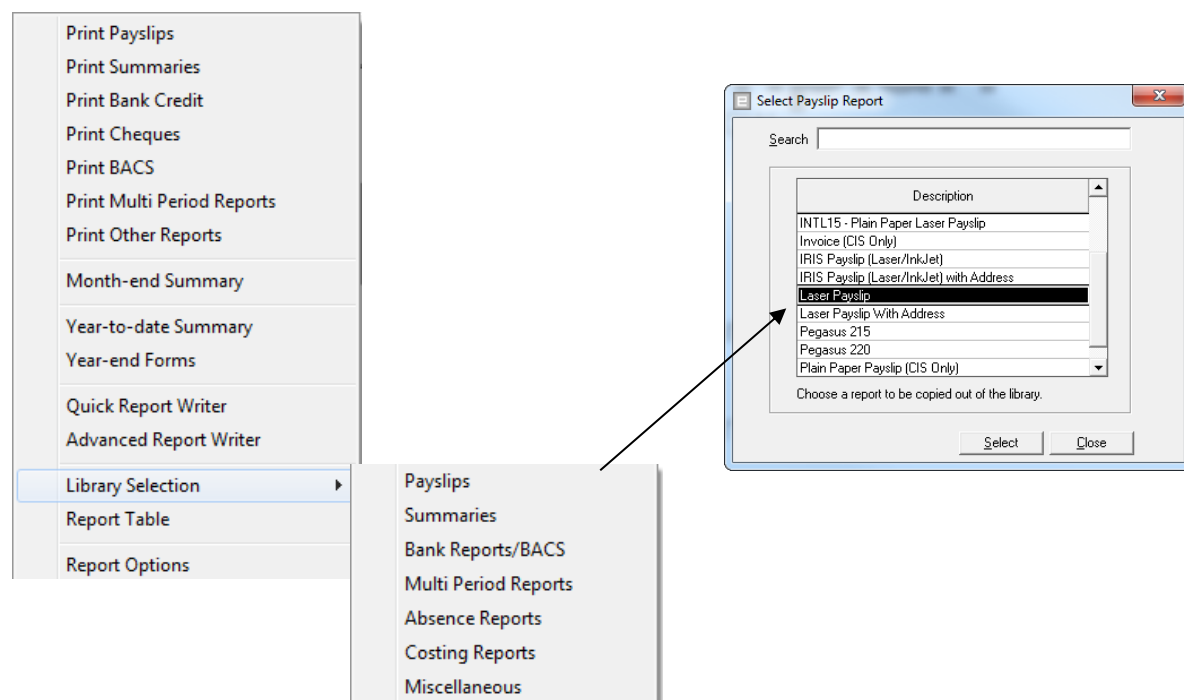 Print Payslips
Print Summaries
Print Bank Credit
Print Cheques
Print BACS
Print Multi Period Reports
Print Other Reports
Month-end Summary
Year-to-date Summary
Year-end Forms
Quick Report Writer
Advanced Report Writer
Library Selection
Report Table
Report Options
Payslips
Summaries
Bank Reports/BACS
Multi Period Reports
Absence Reports
Costing Reports
Miscellaneous
Select Payslip Report
Search
Description
INTL15 - Plain Paper Laser Payslip
Invoice (CIS Only)
IRIS Payslip (Laser/InkJet)
IRIS Payslip (Laser/InkJet) with Address
Laser Payslip
Laser Payslip With Address
Pegasus 215
Pegasus 220
Plain Paper Payslip (CIS Only)
Choose a report to be copied out of the library.
Select Close